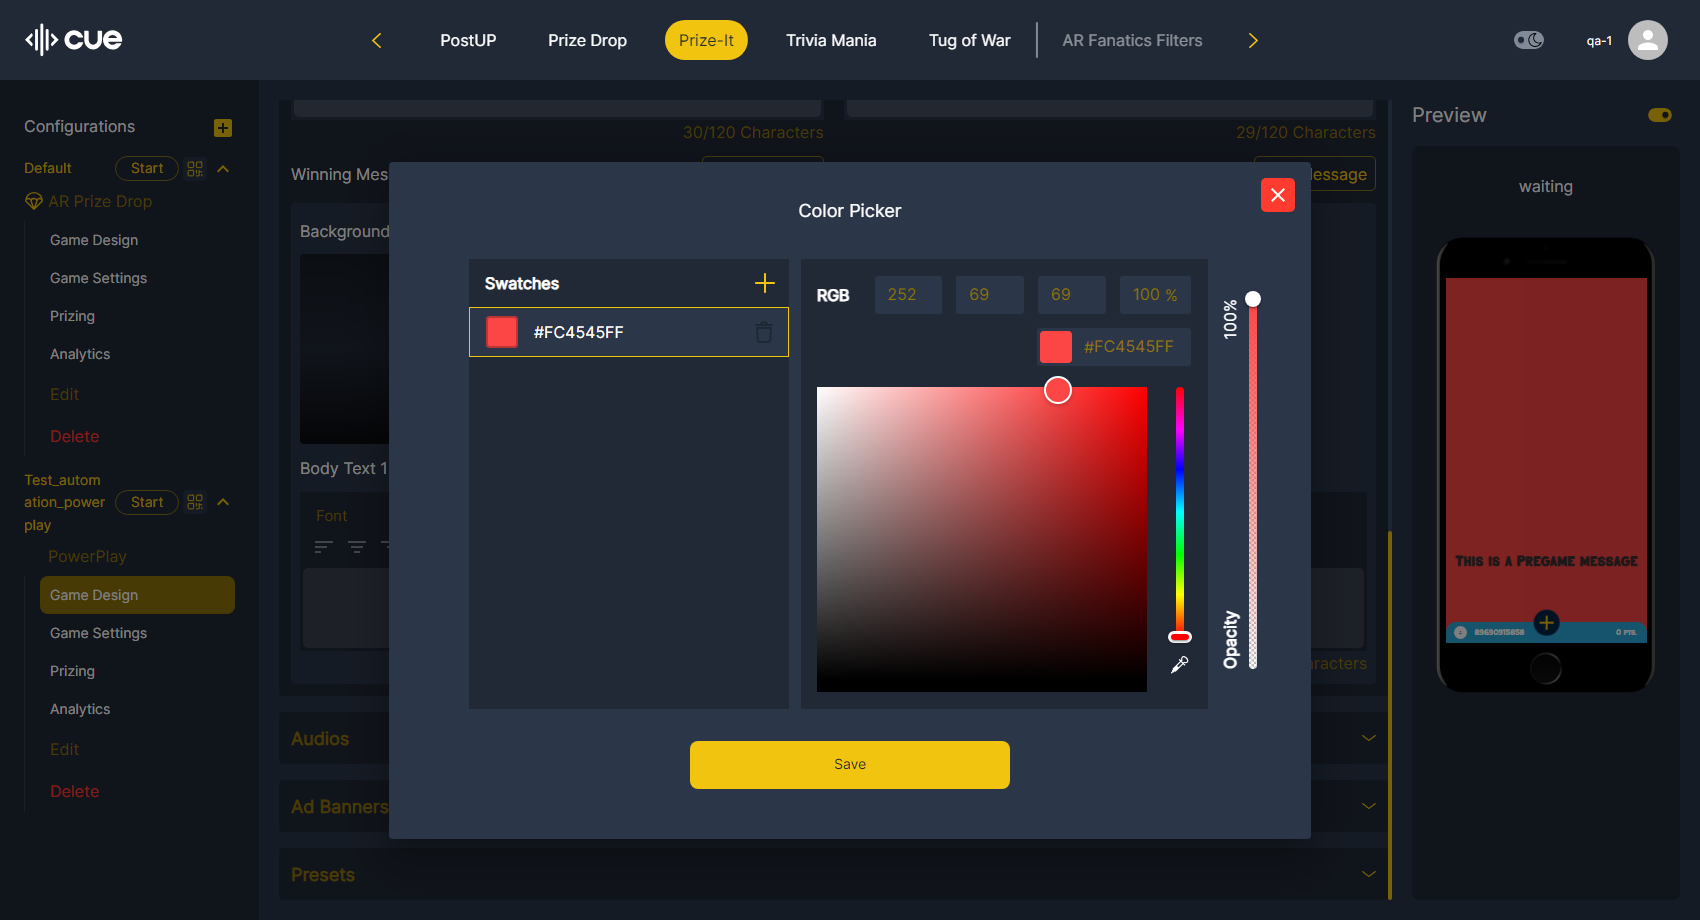 cue
PostUP
Prize Drop
Prize-It
Trivia Mania
Tug of War
AR Fanatics Filters
qa-1
Configurations
Default
Start
AR Prize Drop
Game Design
Game Settings
Prizing
Analytics
Edit
Delete
Test_autom
ation_power
play
Start
PowerPlay
Game Design
Game Settings
Prizing
Analytics
Edit
Delete
30/120 Characters
29/120 Characters
Winning Mes
essage
Background
Body Text 1
Font
racters
Audios
Ad Banners
Presets
Color Picker
Swatches
#FC4545FF
RGB
252
69
69
100 %
#FC4545FF
100%
Opacity
Save
Preview
waiting
This is a Pregame message
89690915858
0 PTS.